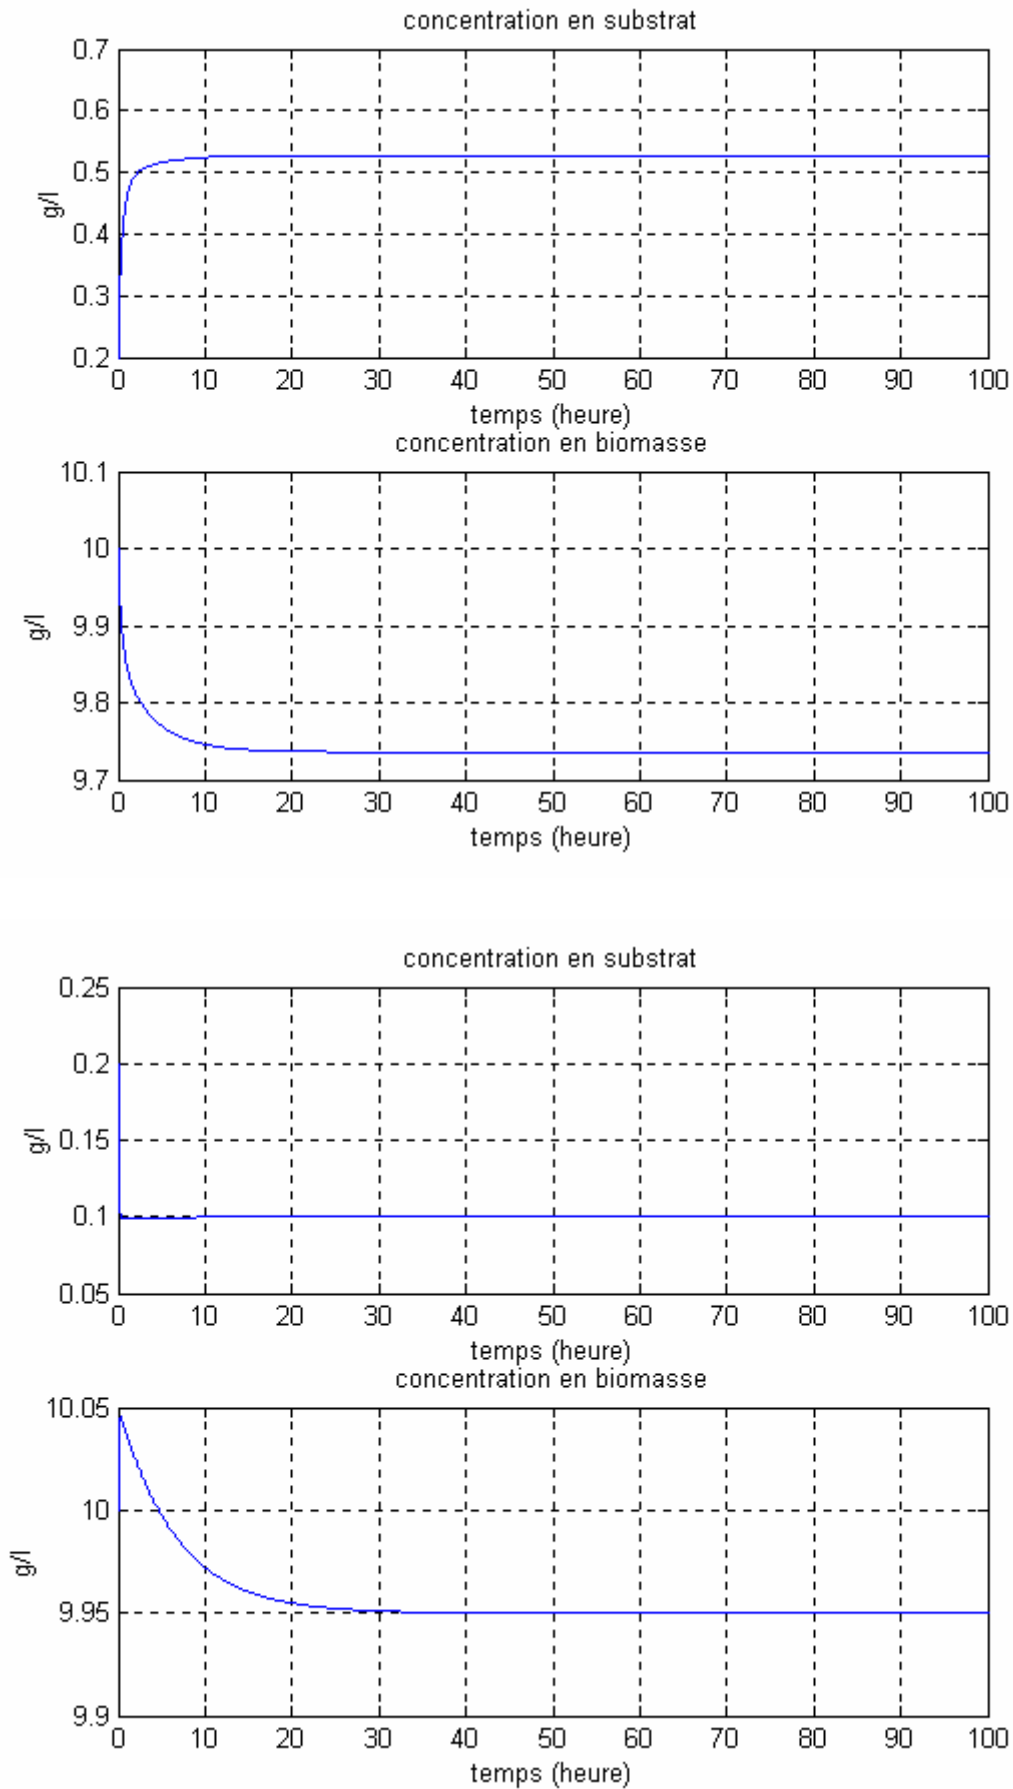 concentration en substrat
0.7
0.6
0.5
0.4
0.3
0.2
g/l
0 10 20 30 40 50 60 70 80 90 100
temps (heure)
concentration en biomasse
10.1
10
9.9
9.8
9.7
g/l
0 10 20 30 40 50 60 70 80 90 100
temps (heure)
concentration en substrat
0.25
0.2
0.15
0.1
0.05
g/l
0 10 20 30 40 50 60 70 80 90 100
temps (heure)
concentration en biomasse
10.05
10
9.95
9.9
g/l
0 10 20 30 40 50 60 70 80 90 100
temps (heure)